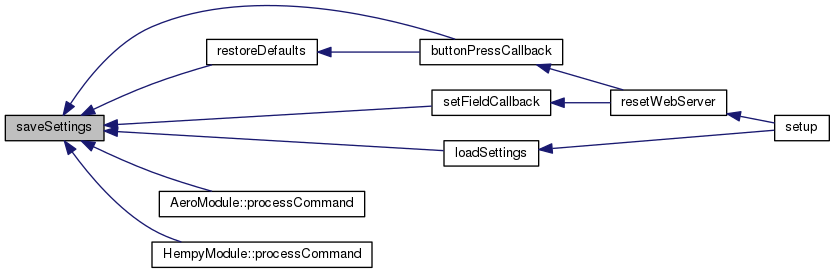 restoreDefaults
buttonPressCallback
saveSettings
setFieldCallback
resetWebServer
loadSettings
setup
AeroModule::processCommand
HempyModule::processCommand